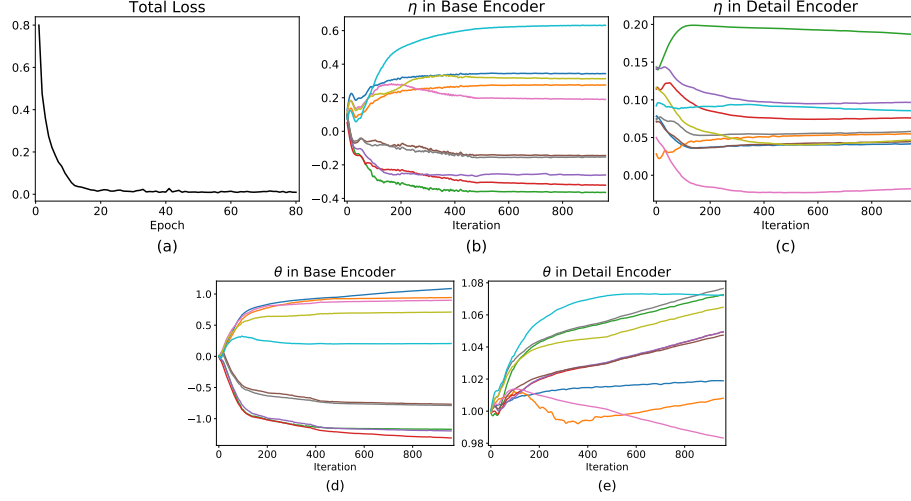 Total Loss
0.8
0.6
0.4
0.2
0.0
0 20 40 60 80
Epoch
(a)
η in Base Encoder
0.6
0.4
0.2
0.0
−0.2
−0.4
0 200 400 600 800
Iteration
(b)
η in Detail Encoder
0.20
0.15
0.10
0.05
0.00
0 200 400 600 800
Iteration
(c)
θ in Base Encoder
1.0
0.5
0.0
−0.5
−1.0
0 200 400 600 800
Iteration
(d)
θ in Detail Encoder
1.08
1.06
1.04
1.02
1.00
0.98
0 200 400 600 800
Iteration
(e)